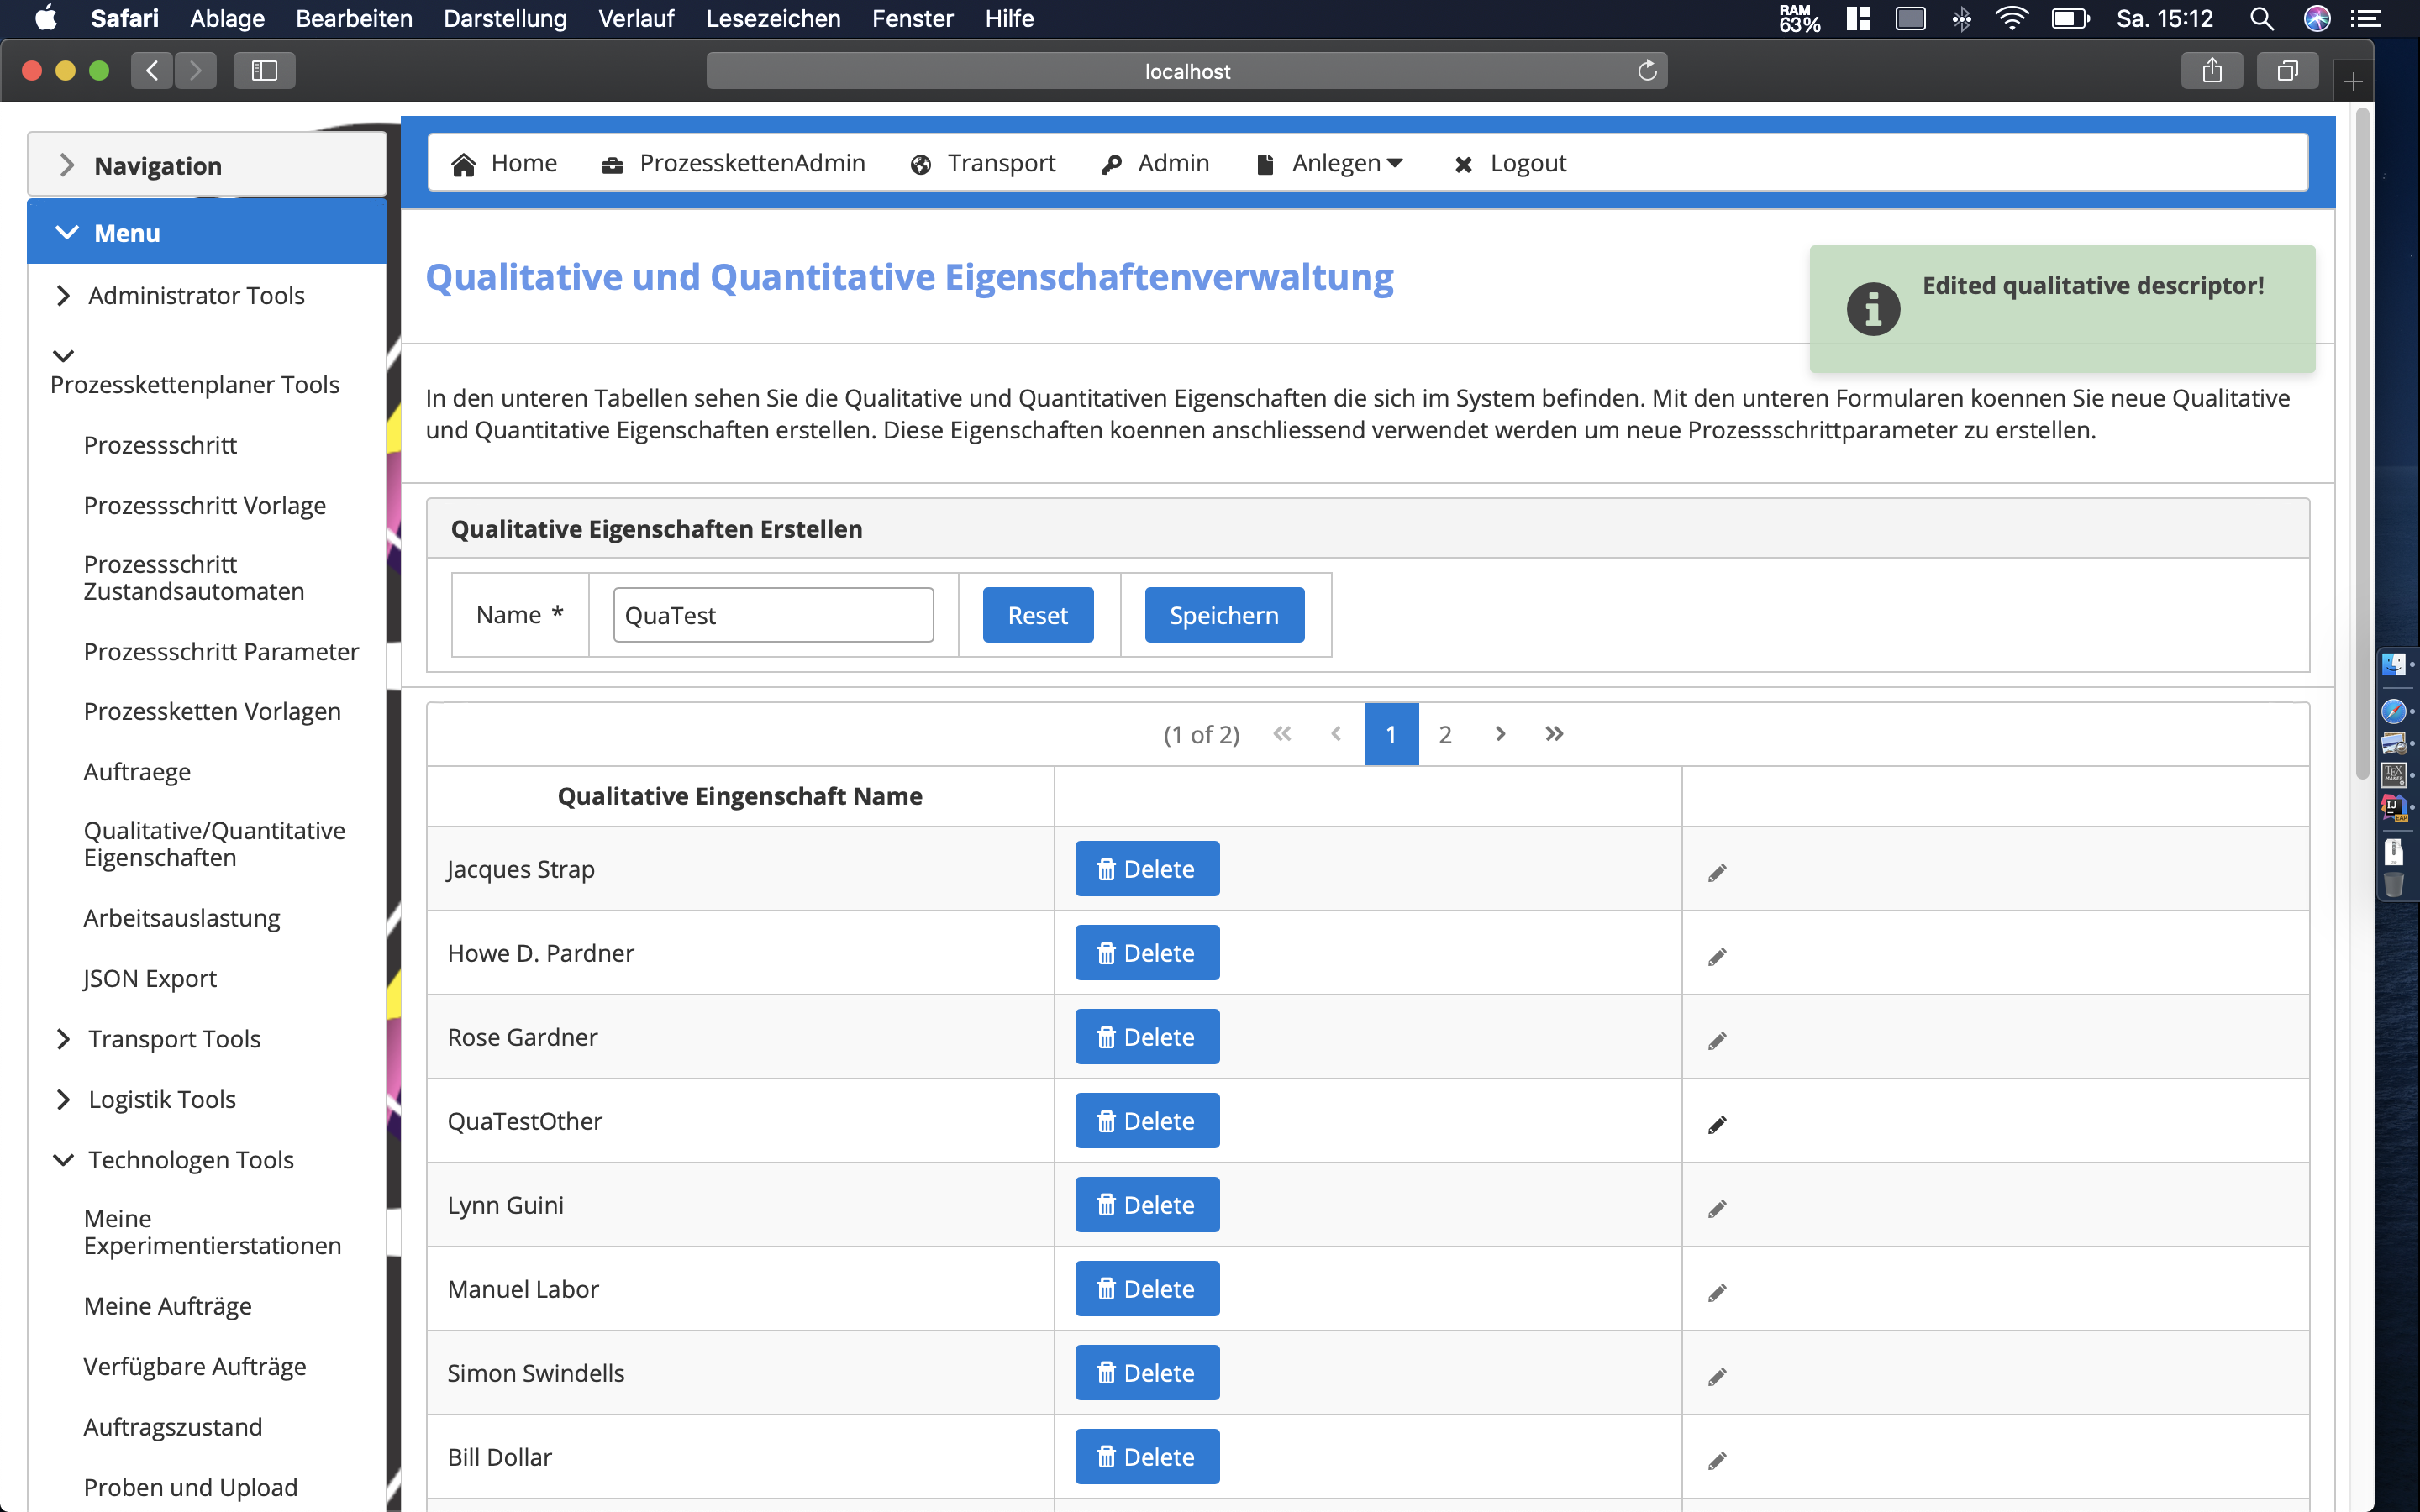 Safari Ablage Bearbeiten Darstellung Verlauf Lesezeichen Fenster Hilfe RAM 63% Sa. 15:12
localhost
Navigation
Menu
Administrator Tools
Prozesskettenplaner Tools
Prozessschritt
Prozessschritt Vorlage
Prozessschritt
Zustandsautomaten
Prozessschritt Parameter
Prozessketten Vorlagen
Auftraege
Qualitative/Quantitative
Eigenschaften
Arbeitsauslastung
JSON Export
Transport Tools
Logistik Tools
Technologen Tools
Meine
Experimentierstationen
Meine Aufträge
Verfügbare Aufträge
Auftragszustand
Proben und Upload
Home ProzesskettenAdmin Transport Admin Anlegen Logout
Qualitative und Quantitative Eigenschaftenverwaltung
Edited qualitative descriptor!
In den unteren Tabellen sehen Sie die Qualitative und Quantitativen Eigenschaften die sich im System befinden. Mit den unteren Formularen koennen Sie neue Qualitative
und Quantitative Eigenschaften erstellen. Diese Eigenschaften koennen anschliessend verwendet werden um neue Prozessschrittparameter zu erstellen.
Qualitative Eigenschaften Erstellen
Name * QuaTest Reset Speichern
(1 of 2) 1 2
Qualitative Eingenschaft Name
Jacques Strap Delete
Howe D. Pardner Delete
Rose Gardner Delete
QuaTestOther Delete
Lynn Guini Delete
Manuel Labor Delete
Simon Swindells Delete
Bill Dollar Delete